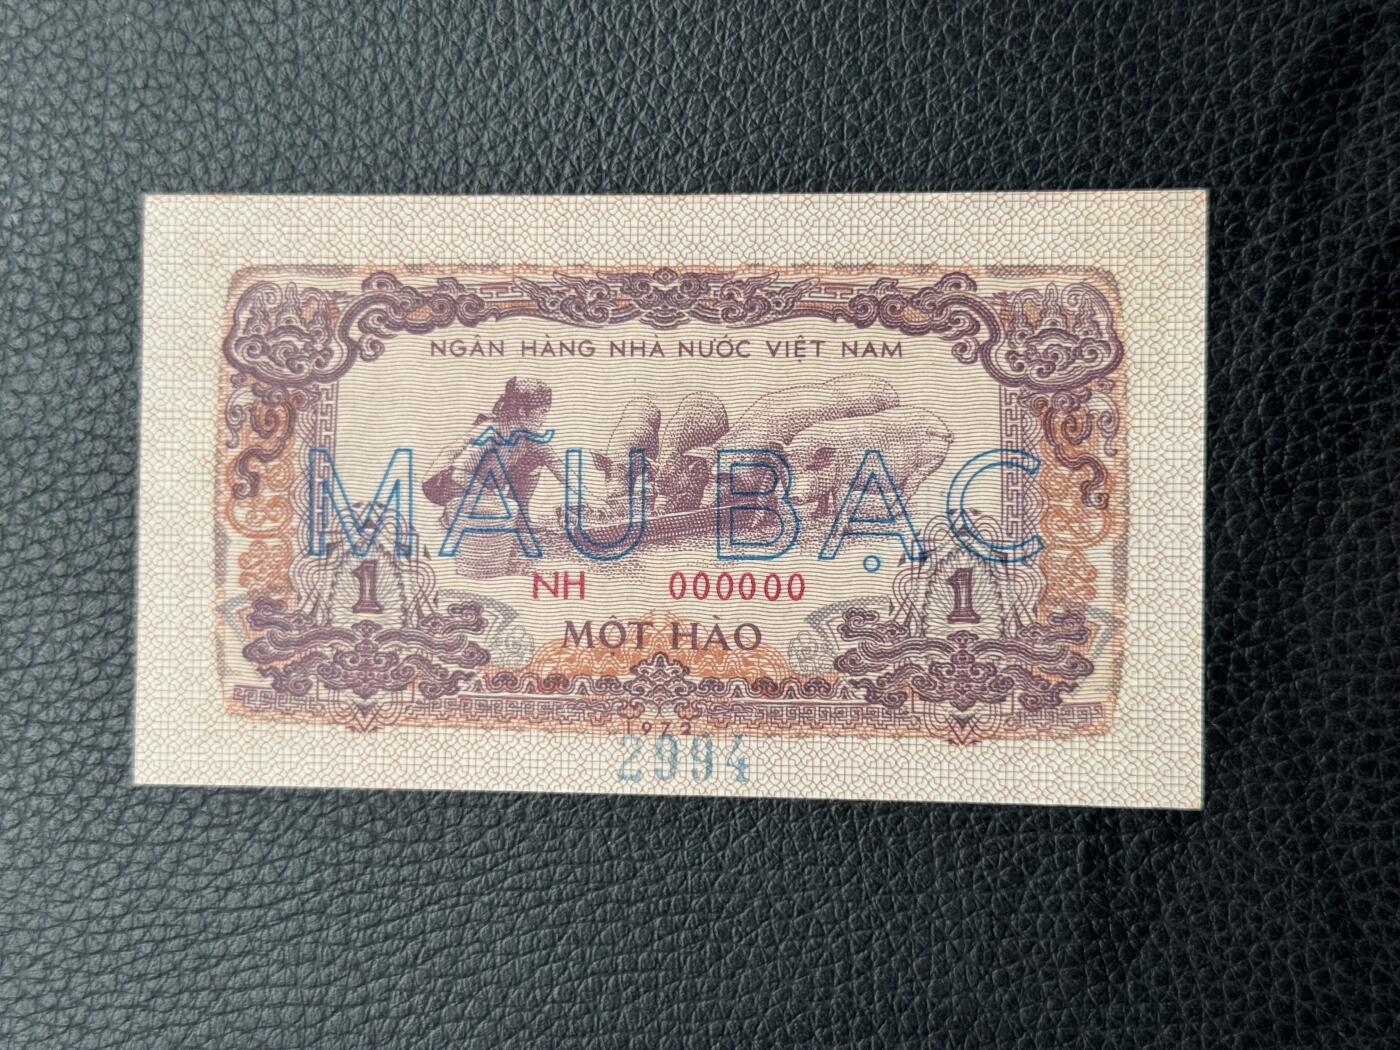 NGÂN HÀNG NHÀ NƯỚC VIỆT NAM
MẪU BẠC
1 1
NH 000000
MỘT HÀO
1972
2994